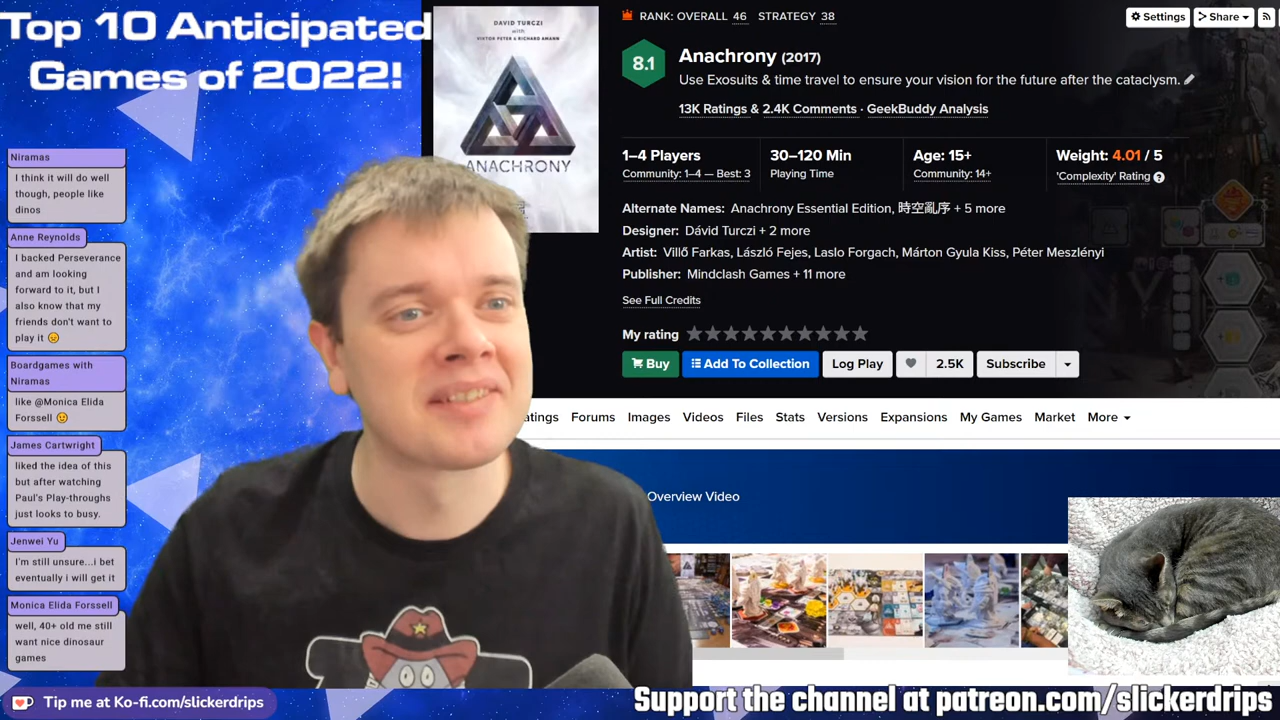 Top 10 Anticipated
Games of 2022!
Niramas
I think it will do well
though, people like
dinos
Anne Reynolds
I backed Perseverance
and am looking
forward to it, but I
also know that my
friends don't want to
play it
Boardgames with
Niramas
like @Monica Elida
Forssell
James Cartwright
liked the idea of this
but after watching
Paul's Play-throughs
just looks to busy.
Jenwei Yu
I'm still unsure...i bet
eventually i will get it
Monica Elida Forssell
well, 40+ old me still
want nice dinosaur
games
Tip me at Ko-fi.com/slickerdrips
DÁVID TURCZI
with
VIKTOR PETER & RICHARD AMANN
ANACHRONY
RANK: OVERALL 46 STRATEGY 38
Settings
Share
8.1
Anachrony (2017)
Use Exosuits & time travel to ensure your vision for the future after the cataclysm.
13K Ratings & 2.4K Comments · GeekBuddy Analysis
1–4 Players
Community: 1–4 — Best: 3
30–120 Min
Playing Time
Age: 15+
Community: 14+
Weight: 4.01 / 5
'Complexity' Rating ?
Alternate Names: Anachrony Essential Edition, 時空亂序 + 5 more
Designer: Dávid Turczi + 2 more
Artist: Villő Farkas, László Fejes, Laslo Forgach, Márton Gyula Kiss, Péter Meszlényi
Publisher: Mindclash Games + 11 more
See Full Credits
My rating
Buy
Add To Collection
Log Play
2.5K
Subscribe
atings Forums Images Videos Files Stats Versions Expansions My Games Market More
Overview Video
Support the channel at patreon.com/slickerdrips